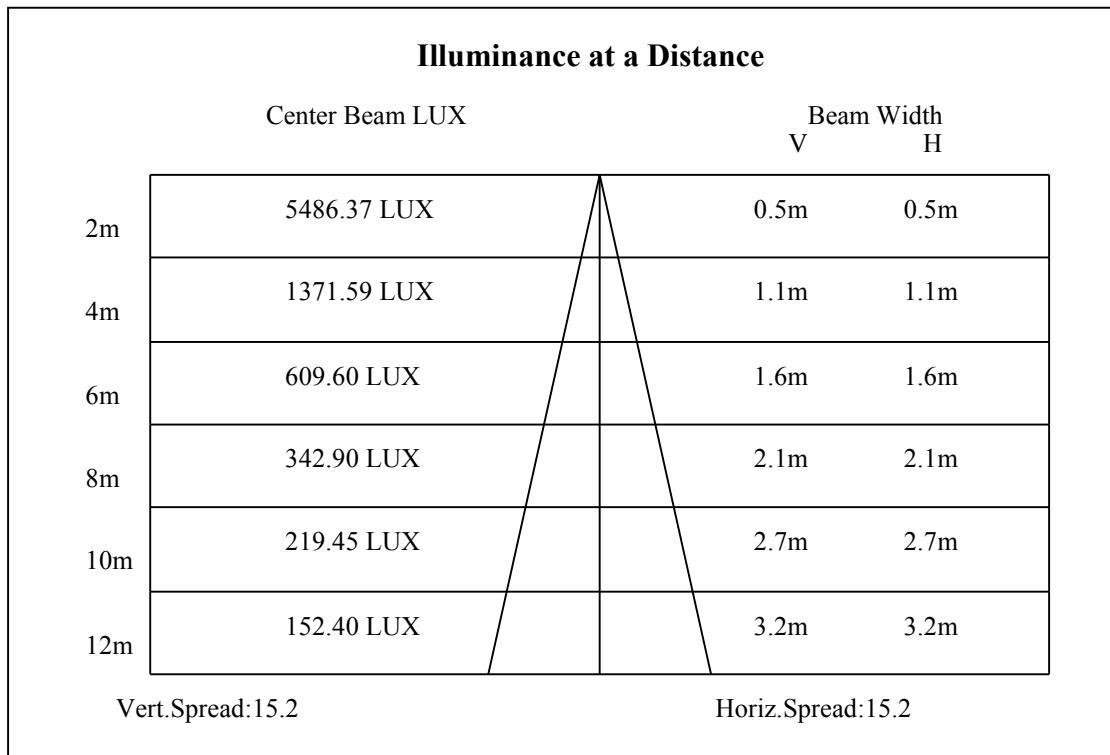 Illuminance at a Distance
Center Beam LUX Beam Width
V H
2m 5486.37 LUX 0.5m 0.5m
4m 1371.59 LUX 1.1m 1.1m
6m 609.60 LUX 1.6m 1.6m
8m 342.90 LUX 2.1m 2.1m
10m 219.45 LUX 2.7m 2.7m
12m 152.40 LUX 3.2m 3.2m
Vert.Spread:15.2 Horiz.Spread:15.2